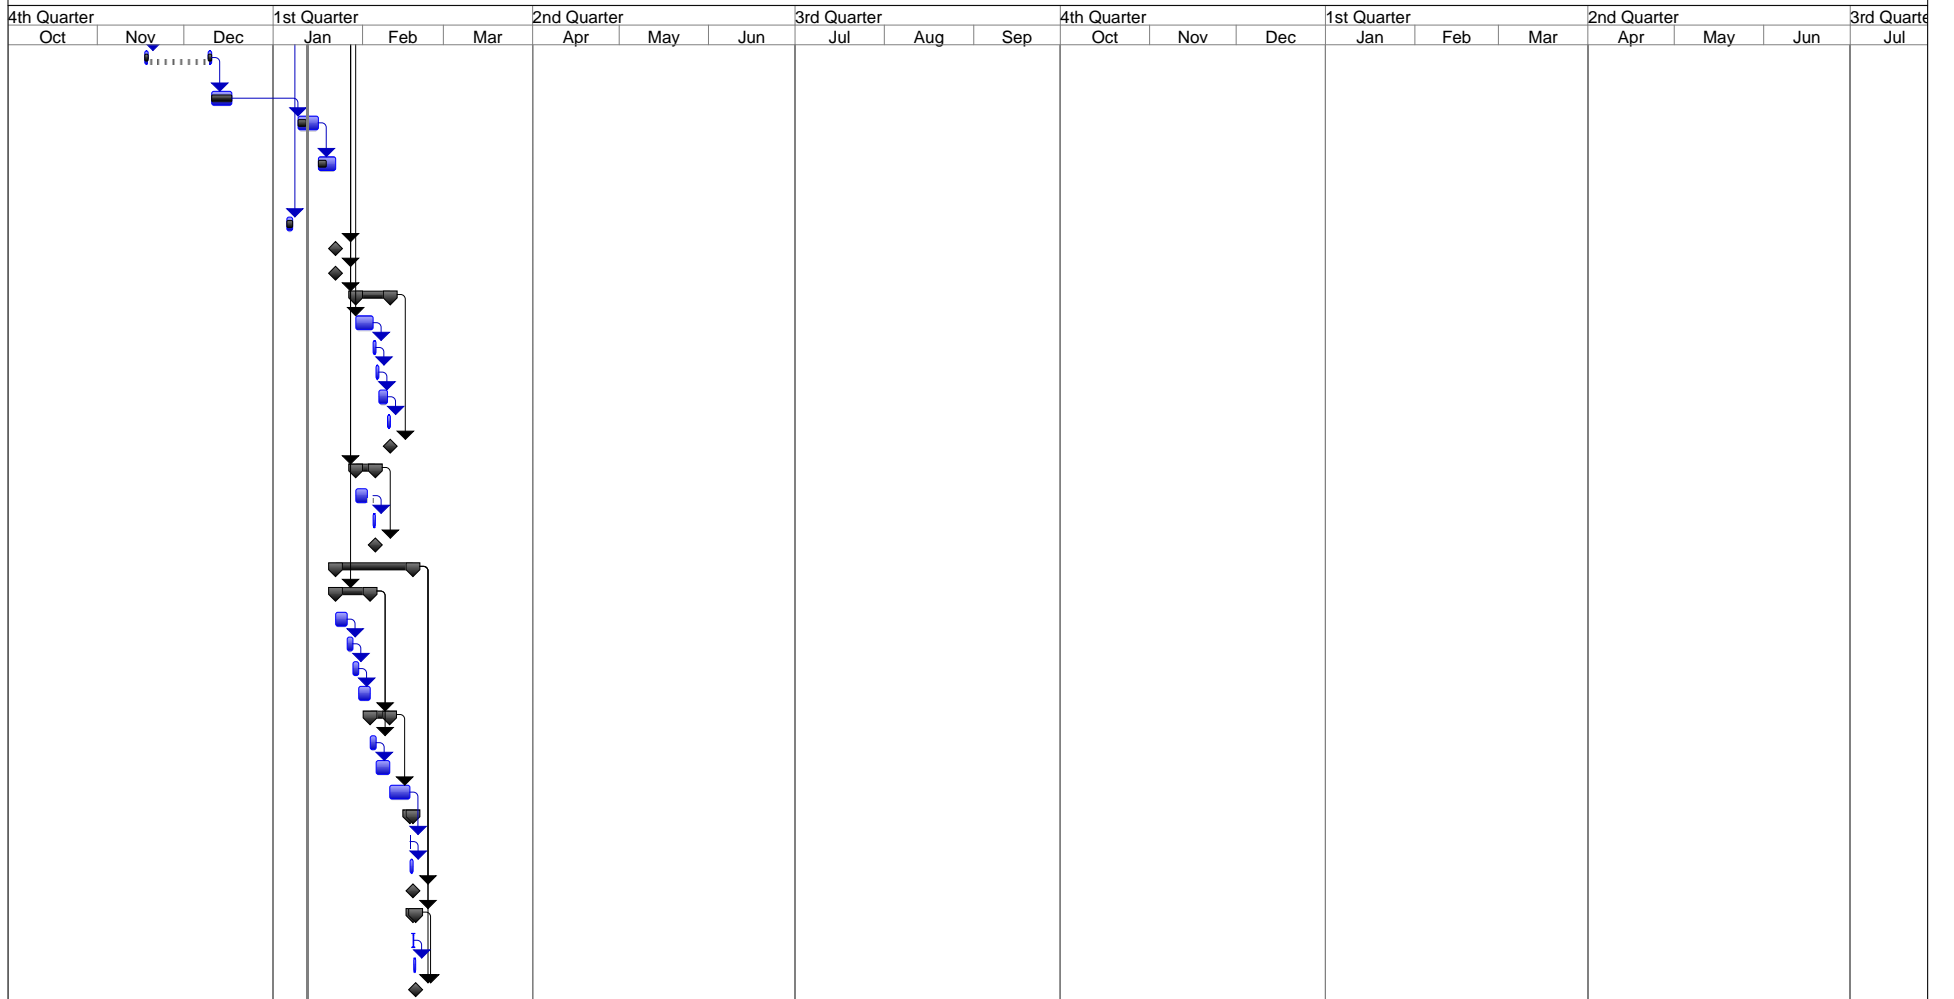 4th Quarter 1st Quarter 2nd Quarter 3rd Quarter 4th Quarter 1st Quarter 2nd Quarter 3rd Quarte
Oct Nov Dec Jan Feb Mar Apr May Jun Jul Aug Sep Oct Nov Dec Jan Feb Mar Apr May Jun Jul